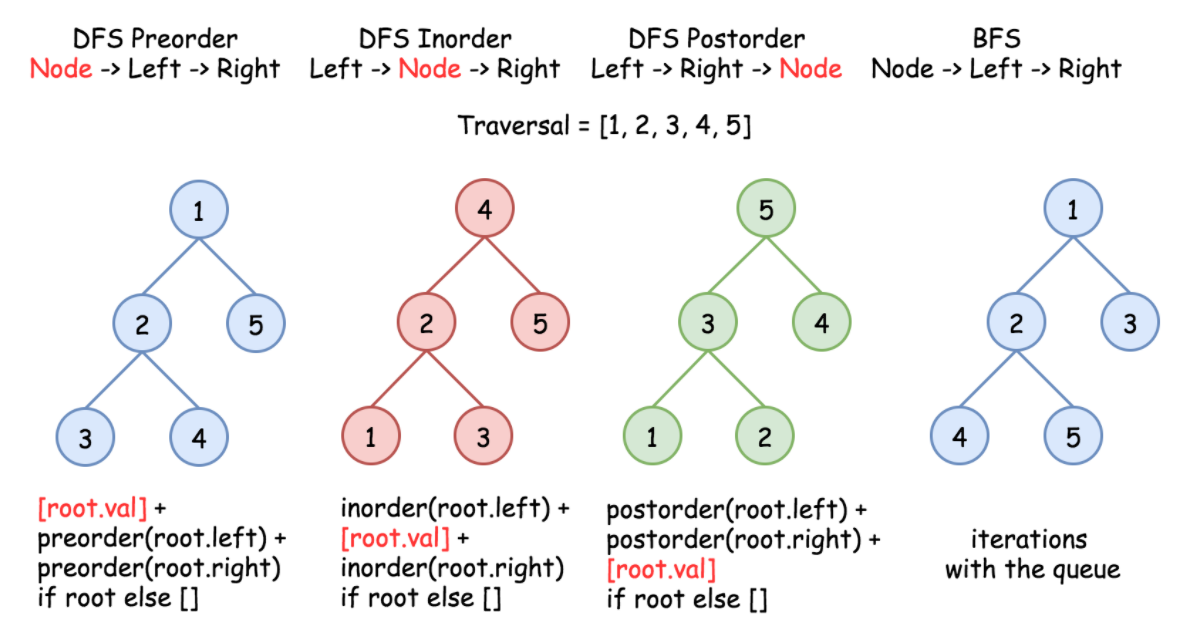 DFS Preorder
Node -> Left -> Right
DFS Inorder
Left -> Node -> Right
DFS Postorder
Left -> Right -> Node
BFS
Node -> Left -> Right
Traversal = [1, 2, 3, 4, 5]
1
2
5
3
4
4
2
5
1
3
5
3
4
1
2
1
2
3
4
5
[root.val] +
preorder(root.left) +
preorder(root.right)
if root else []
inorder(root.left) +
[root.val] +
inorder(root.right)
if root else []
postorder(root.left) +
postorder(root.right) +
[root.val]
if root else []
iterations
with the queue